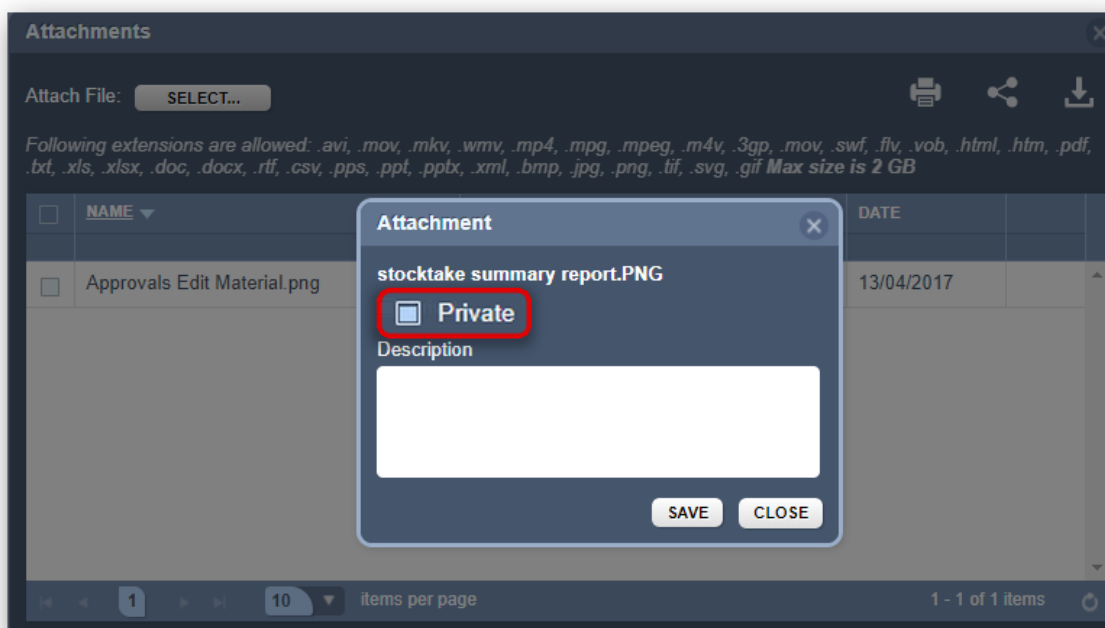 Attachments
Attach File: SELECT...
Following extensions are allowed: .avi, .mov, .mkv, .wmv, .mp4, .mpg, .mpeg, .m4v, .3gp, .mov, .swf, .flv, .vob, .html, .htm, .pdf,
.txt, .xls, .xlsx, .doc, .docx, .rtf, .csv, .pps, .ppt, .pptx, .xml, .bmp, .jpg, .png, .tif, .svg, .gif Max size is 2 GB
NAME DATE
Attachment
stocktake summary report.PNG
Approvals Edit Material.png 13/04/2017
Private
Description
SAVE CLOSE
1 10 items per page 1 - 1 of 1 items